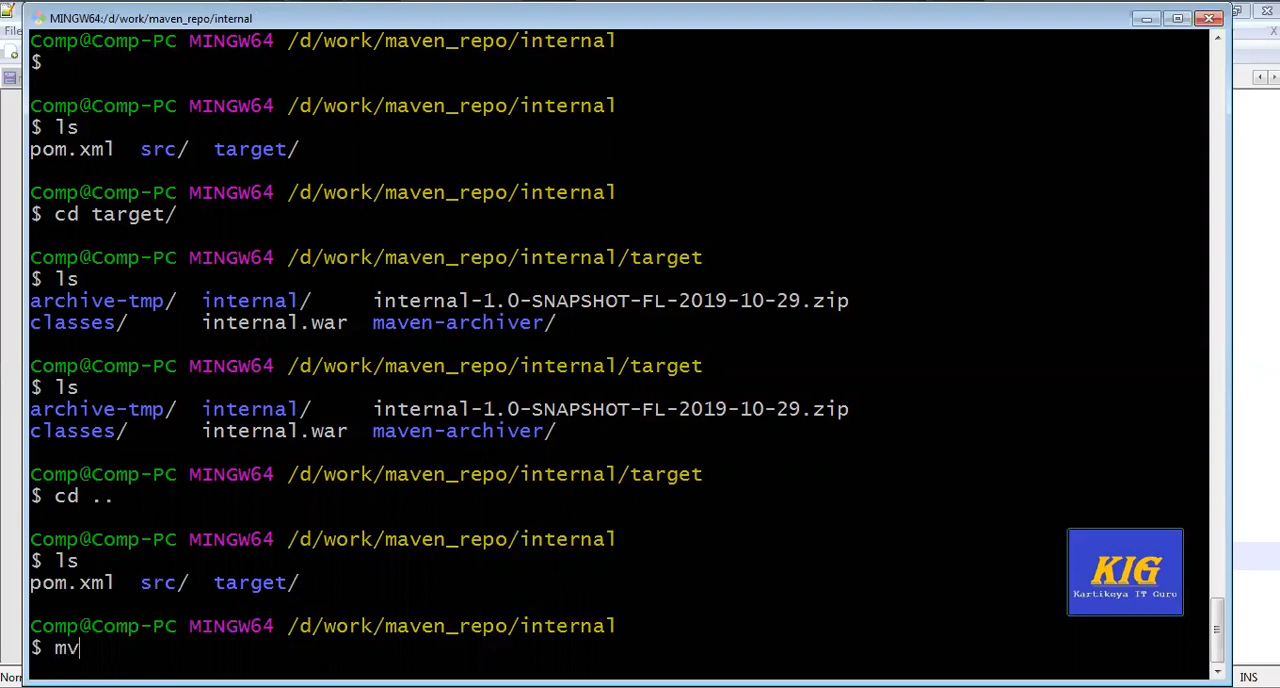 MINGW64:/d/work/maven_repo/internal
File
Comp@Comp-PC MINGW64 /d/work/maven_repo/internal
$
Comp@Comp-PC MINGW64 /d/work/maven_repo/internal
$ ls
pom.xml  src/  target/
Comp@Comp-PC MINGW64 /d/work/maven_repo/internal
$ cd target/
Comp@Comp-PC MINGW64 /d/work/maven_repo/internal/target
$ ls
archive-tmp/  internal/     internal-1.0-SNAPSHOT-FL-2019-10-29.zip
classes/      internal.war  maven-archiver/
Comp@Comp-PC MINGW64 /d/work/maven_repo/internal/target
$ ls
archive-tmp/  internal/     internal-1.0-SNAPSHOT-FL-2019-10-29.zip
classes/      internal.war  maven-archiver/
Comp@Comp-PC MINGW64 /d/work/maven_repo/internal/target
$ cd ..
Comp@Comp-PC MINGW64 /d/work/maven_repo/internal
$ ls
pom.xml  src/  target/
Comp@Comp-PC MINGW64 /d/work/maven_repo/internal
$ mv
KIG
Kartikeya IT Guru
Nor
INS